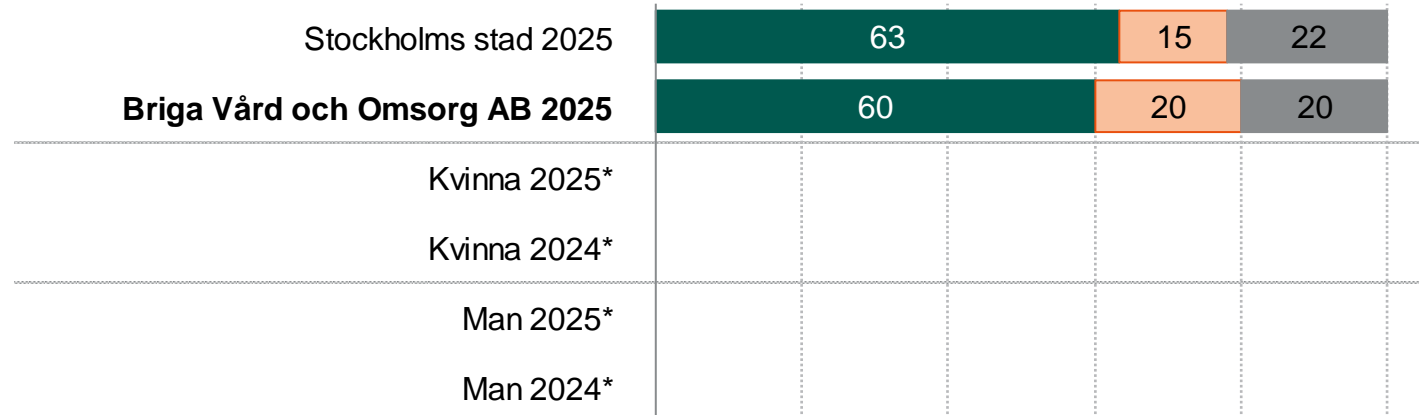 Stockholms stad 2025 63 15 22
Briga Vård och Omsorg AB 2025 60 20 20
Kvinna 2025*
Kvinna 2024*
Man 2025*
Man 2024*